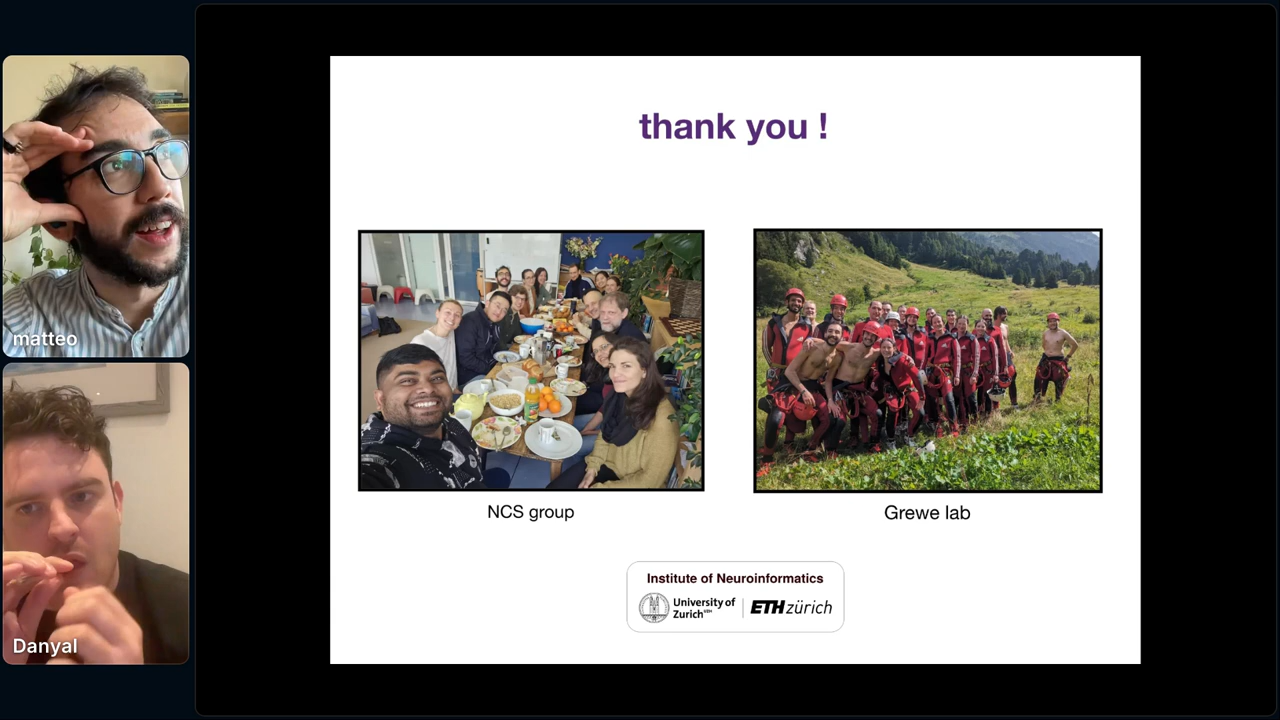 matteo
Danyal
thank you !
NCS group
Grewe lab
Institute of Neuroinformatics
University of
Zurich
ETH zürich